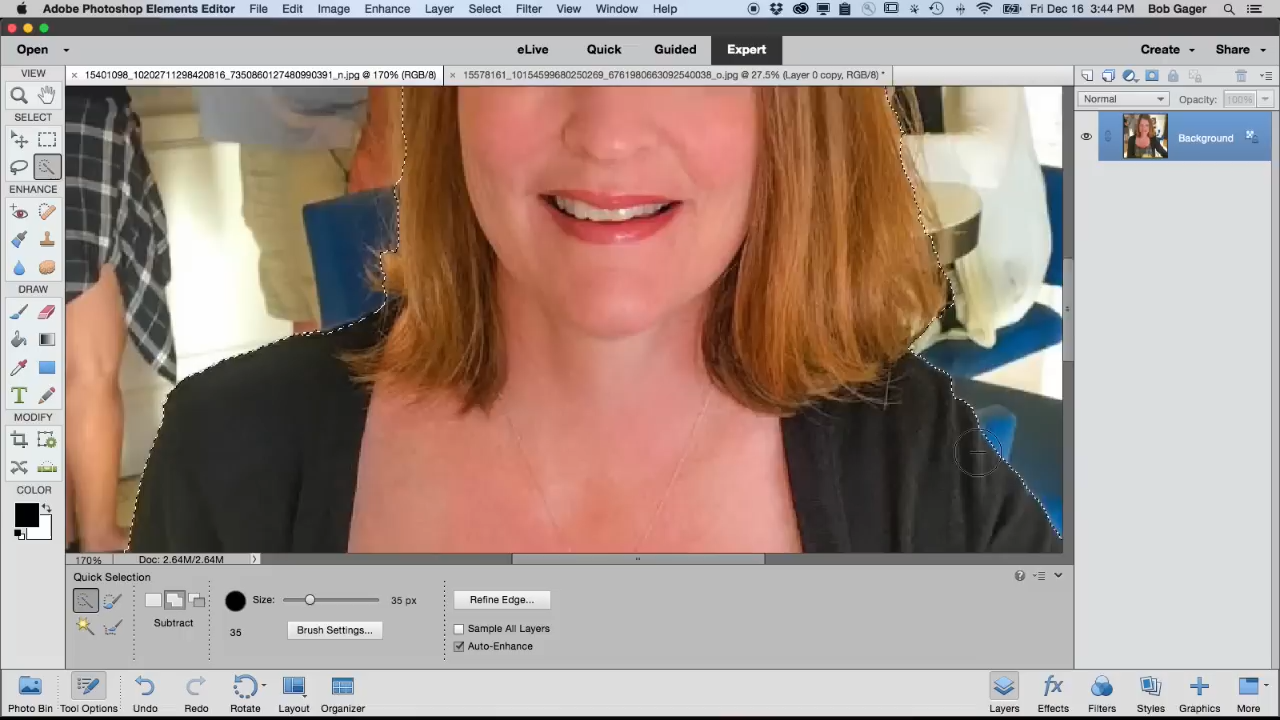 Adobe Photoshop Elements Editor File Edit Image Enhance Layer Select Filter View Window Help Fri Dec 16 3:44 PM Bob Gager
Open eLive Quick Guided Expert Create Share
VIEW
15401098_10202711298420816_7350860127480990391_n.jpg @ 170% (RGB/8)
15578161_10154599680250269_6761980663092540038_o.jpg @ 27.5% (Layer 0 copy, RGB/8) *
Normal Opacity: 100%
SELECT
Background
ENHANCE
DRAW
MODIFY
COLOR
170% Doc: 2.64M/2.64M
Quick Selection
Size: 35 px
Refine Edge...
Subtract
35 Brush Settings...
Sample All Layers
Auto-Enhance
Photo Bin Tool Options Undo Redo Rotate Layout Organizer Layers Effects Filters Styles Graphics More